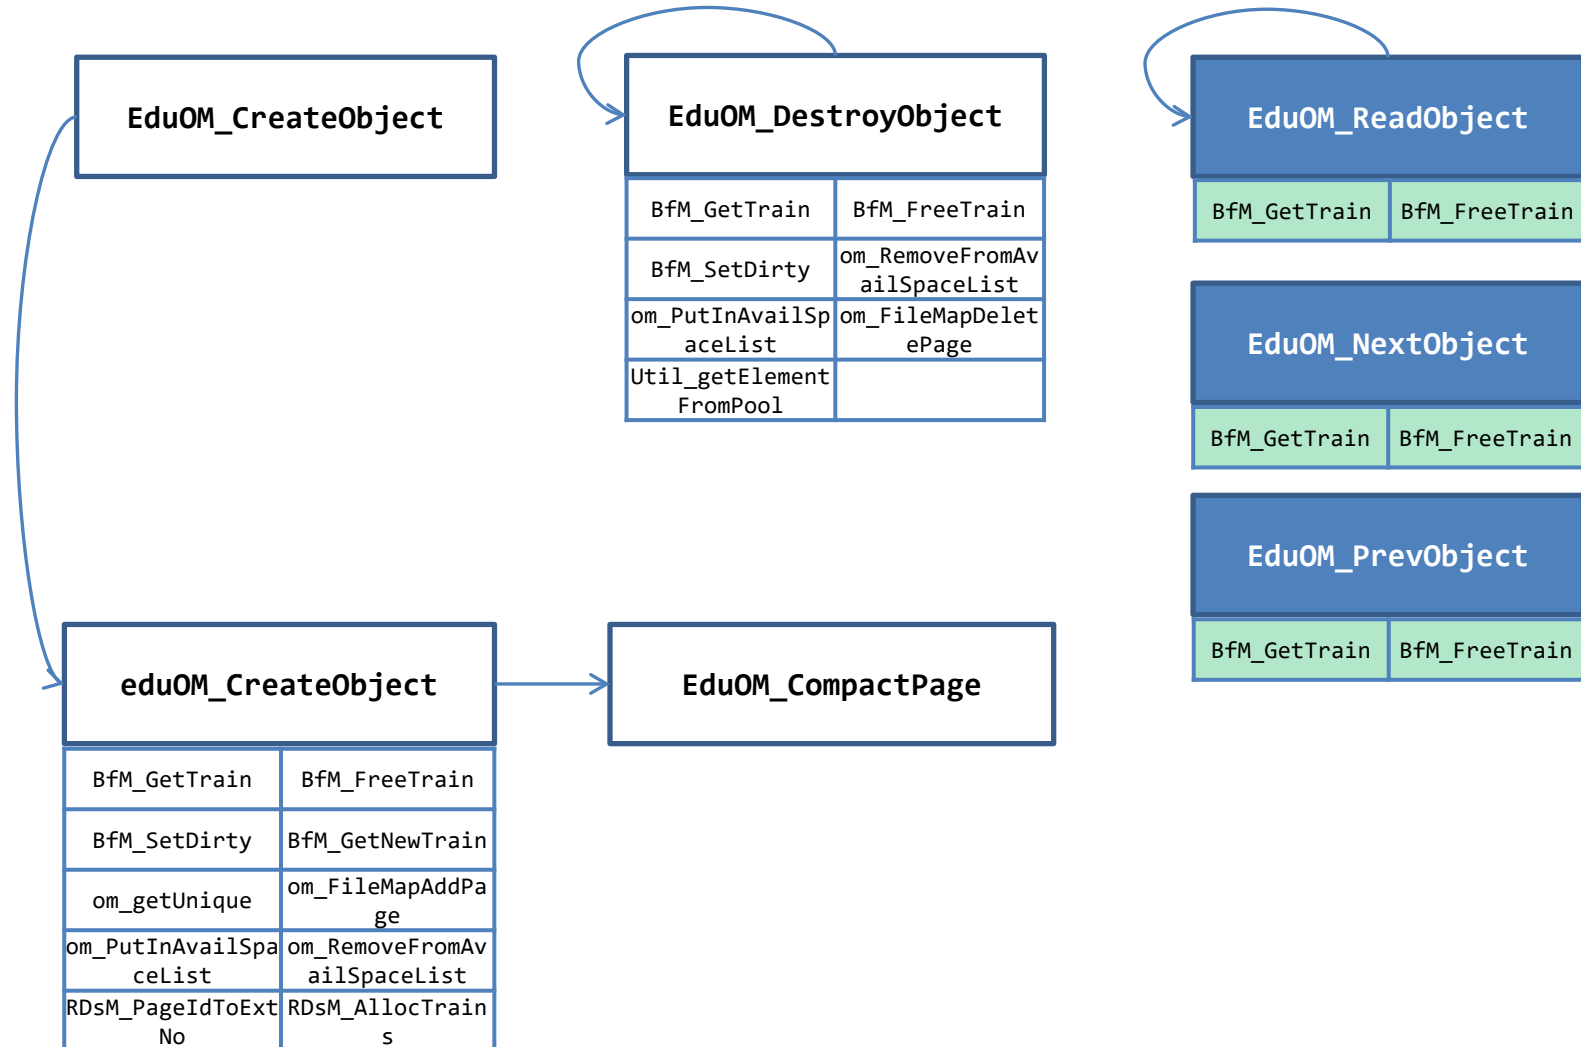 EduOM_CreateObject
EduOM_DestroyObject
BfM_GetTrain
BfM_FreeTrain
BfM_SetDirty
om_RemoveFromAv
ailSpaceList
om_PutInAvailSp
aceList
om_FileMapDelet
ePage
Util_getElement
FromPool
EduOM_ReadObject
BfM_GetTrain
BfM_FreeTrain
EduOM_NextObject
BfM_GetTrain
BfM_FreeTrain
EduOM_PrevObject
BfM_GetTrain
BfM_FreeTrain
eduOM_CreateObject
EduOM_CompactPage
BfM_GetTrain
BfM_FreeTrain
BfM_SetDirty
BfM_GetNewTrain
om_getUnique
om_FileMapAddPa
ge
om_PutInAvailSpa
ceList
om_RemoveFromAv
ailSpaceList
RDsM_PageIdToExt
No
RDsM_AllocTrain
s